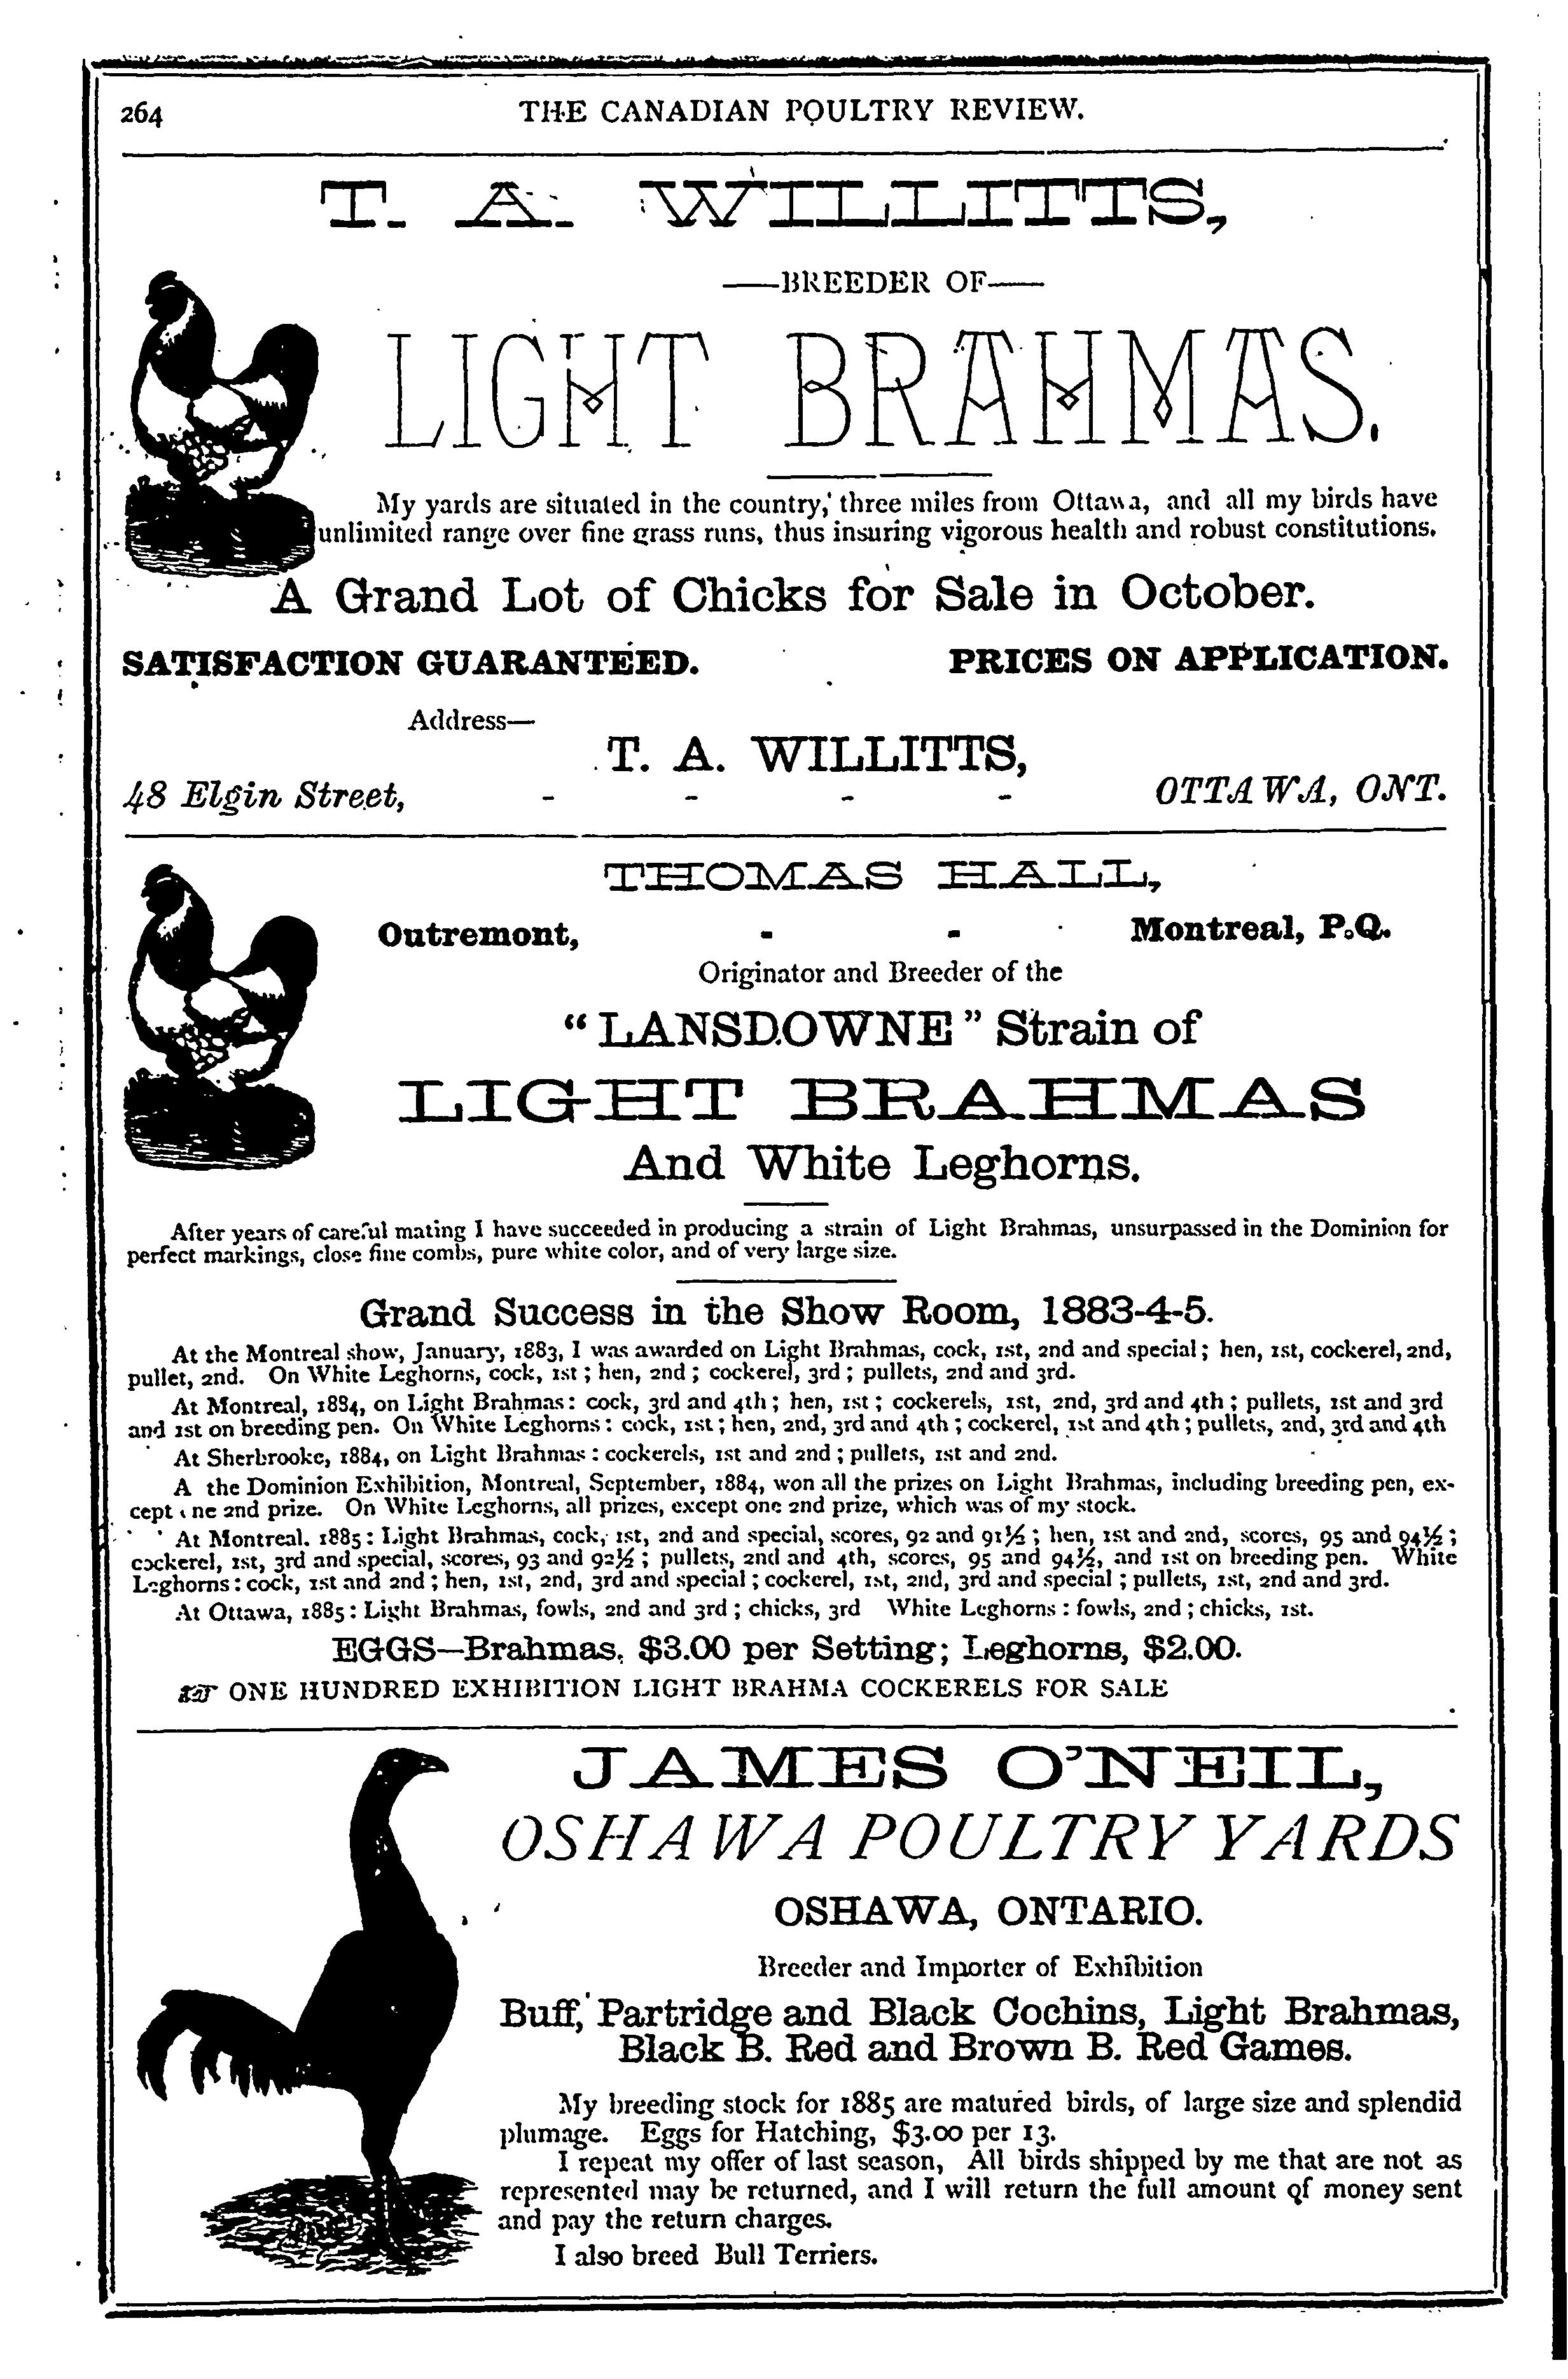 264
THE CANADIAN POULTRY REVIEW.
T. A. WILLITTS,
—BREEDER OF—
LIGHT BRAHMAS.
My yards are situated in the country, three miles from Ottawa, and all my birds have
unlimited range over fine grass runs, thus insuring vigorous health and robust constitutions.
A Grand Lot of Chicks for Sale in October.
SATISFACTION GUARANTEED. PRICES ON APPLICATION.
Address—
T. A. WILLITTS,
48 Elgin Street, - - - - OTTAWA, ONT.
THOMAS HALL,
Outremont, - - Montreal, P.Q.
Originator and Breeder of the
“LANSDOWNE” Strain of
LIGHT BRAHMAS
And White Leghorns.
After years of careful mating I have succeeded in producing a strain of Light Brahmas, unsurpassed in the Dominion for
perfect markings, close fine combs, pure white color, and of very large size.
Grand Success in the Show Room, 1883-4-5.
At the Montreal show, January, 1883, I was awarded on Light Brahmas, cock, 1st, 2nd and special; hen, 1st, cockerel, 2nd,
pullet, 2nd. On White Leghorns, cock, 1st; hen, 2nd; cockerel, 3rd; pullets, 2nd and 3rd.
At Montreal, 1884, on Light Brahmas: cock, 3rd and 4th; hen, 1st; cockerels, 1st, 2nd, 3rd and 4th; pullets, 1st and 3rd
and 1st on breeding pen. On White Leghorns: cock, 1st; hen, 2nd, 3rd and 4th; cockerel, 1st and 4th; pullets, 2nd, 3rd and 4th
At Sherbrooke, 1884, on Light Brahmas: cockerels, 1st and 2nd; pullets, 1st and 2nd.
A the Dominion Exhibition, Montreal, September, 1884, won all the prizes on Light Brahmas, including breeding pen, ex-
cept one 2nd prize. On White Leghorns, all prizes, except one 2nd prize, which was of my stock.
At Montreal. 1885: Light Brahmas, cock, 1st, 2nd and special, scores, 92 and 91½; hen, 1st and 2nd, scores, 95 and 94½;
cockerel, 1st, 3rd and special, scores, 93 and 92½; pullets, 2nd and 4th, scores, 95 and 94½, and 1st on breeding pen. White
Leghorns: cock, 1st and 2nd; hen, 1st, 2nd, 3rd and special; cockerel, 1st, 2nd, 3rd and special; pullets, 1st, 2nd and 3rd.
At Ottawa, 1885: Light Brahmas, fowls, 2nd and 3rd; chicks, 3rd White Leghorns: fowls, 2nd; chicks, 1st.
EGGS—Brahmas, $3.00 per Setting; Leghorns, $2.00.
☞ ONE HUNDRED EXHIBITION LIGHT BRAHMA COCKERELS FOR SALE
JAMES O'NEIL,
OSHAWA POULTRY YARDS
OSHAWA, ONTARIO.
Breeder and Importer of Exhibition
Buff, Partridge and Black Cochins, Light Brahmas,
Black B. Red and Brown B. Red Games.
My breeding stock for 1885 are matured birds, of large size and splendid
plumage. Eggs for Hatching, $3.00 per 13.
I repeat my offer of last season, All birds shipped by me that are not as
represented may be returned, and I will return the full amount of money sent
and pay the return charges.
I also breed Bull Terriers.